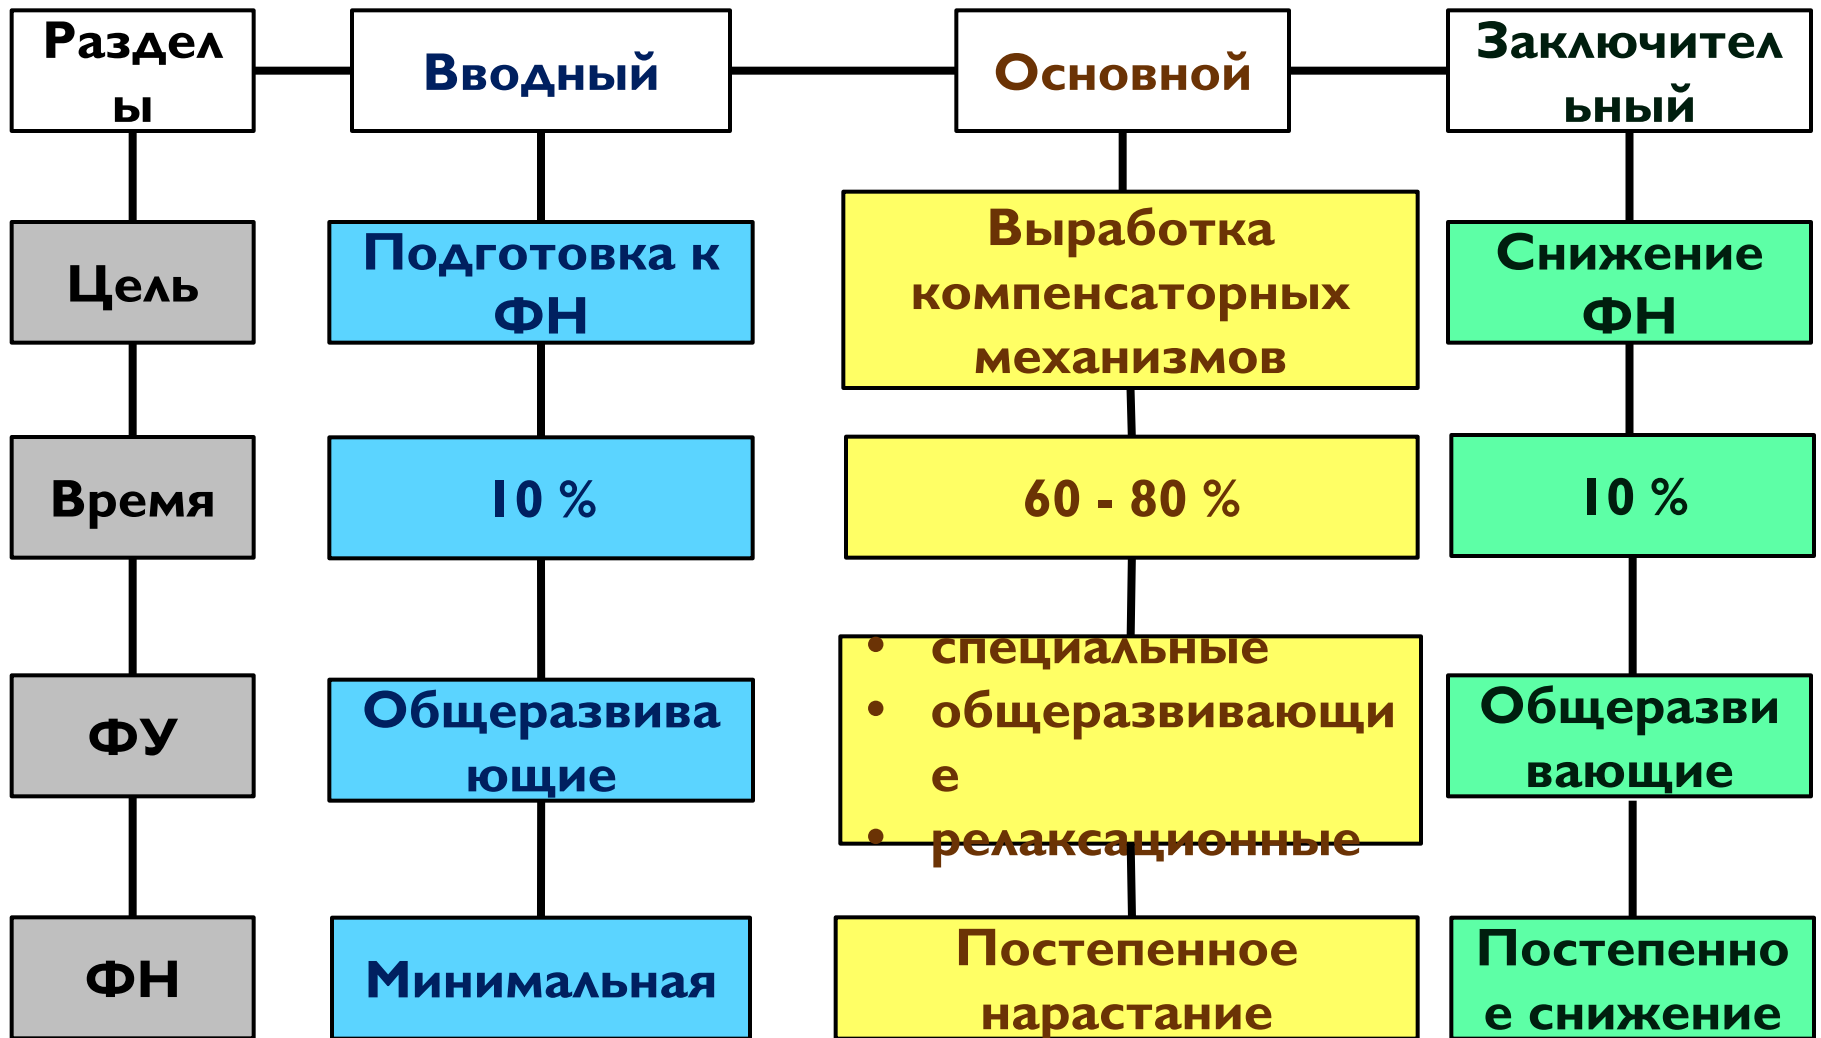 Раздел
ы
Вводный
Основной
Заключител
ьный
Цель
Подготовка к
ФН
Выработка
компенсаторных
механизмов
Снижение
ФН
Время
10 %
60 - 80 %
10 %
ФУ
Общеразвива
ющие
• специальные
• общеразвивающи
е
• релаксационные
Общеразви
вающие
ФН
Минимальная
Постепенное
нарастание
Постепенно
е снижение